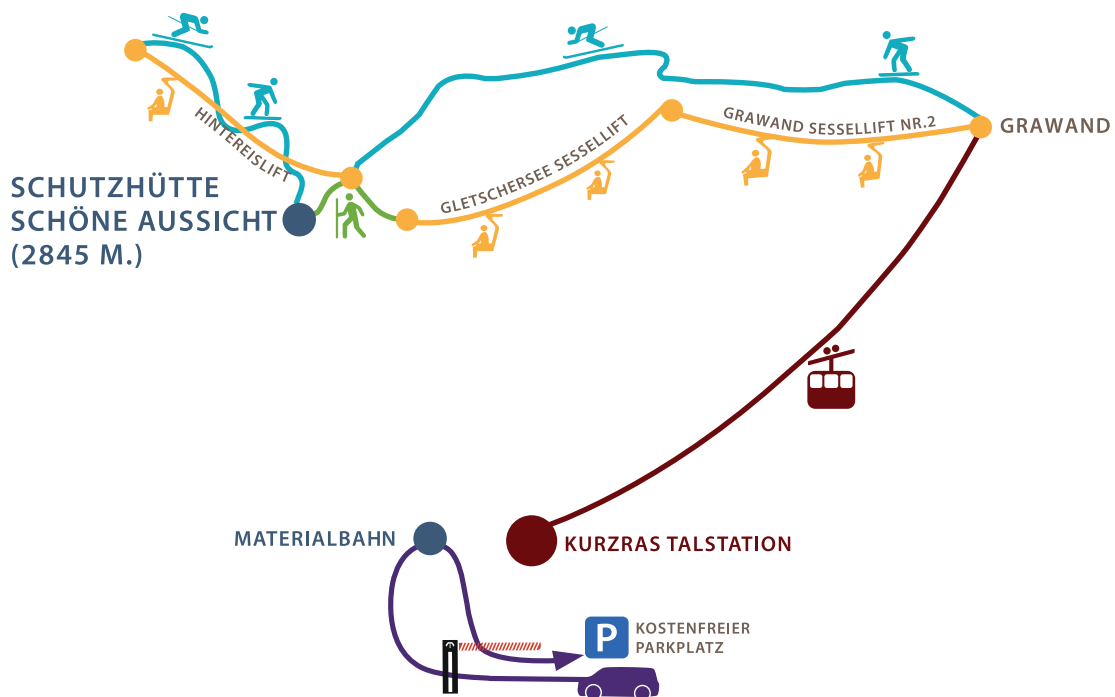 HINTEREISLIFT
GLETSCHERSEE SESSELLIFT
GRAWAND SESSELLIFT NR.2
GRAWAND
SCHUTZHÜTTE
SCHÖNE AUSSICHT
(2845 M.)
MATERIALBAHN
KURZRAS TALSTATION
P
KOSTENFREIER
PARKPLATZ